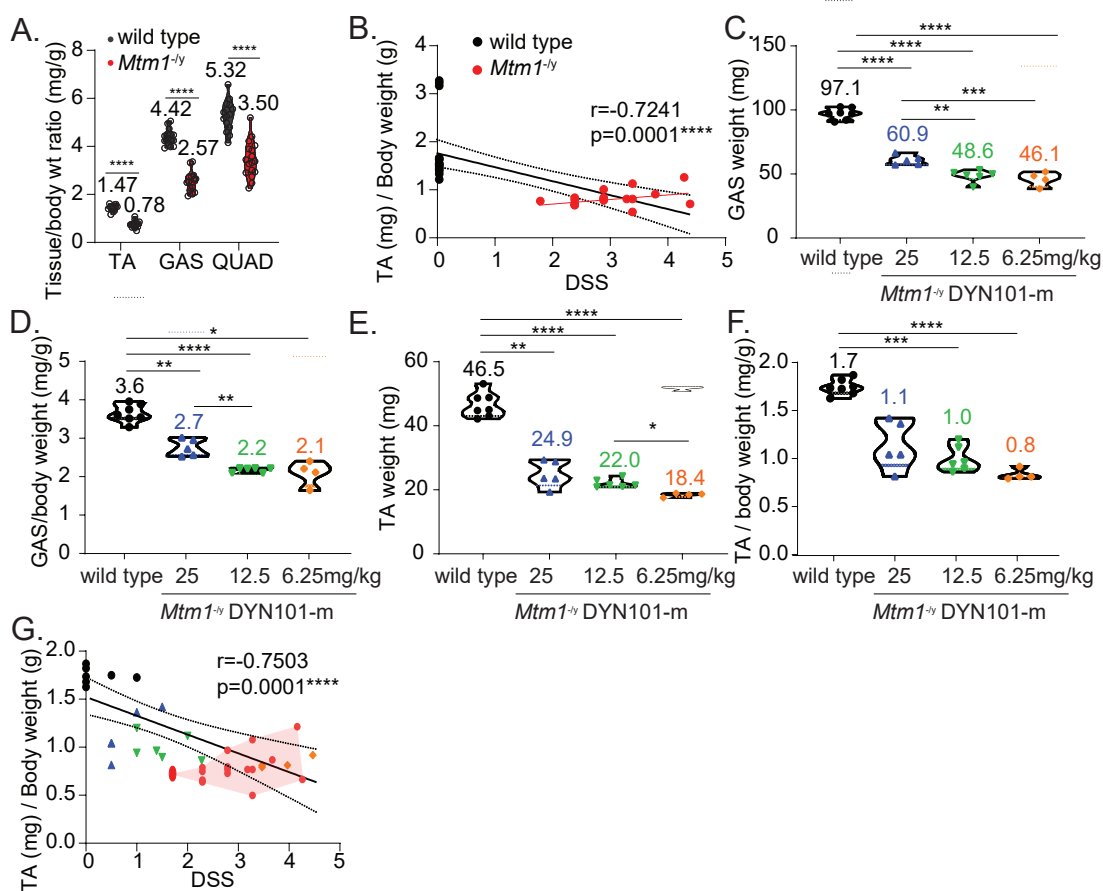 A.
wild type
Mtm1-/y
Tissue/body wt ratio (mg/g)
8
6
4
2
0
****
1.47
0.78
****
4.42
2.57
****
5.32
3.50
TA GAS QUAD
B.
wild type
Mtm1-/y
TA (mg) / Body weight (g)
4
3
2
1
0
r=-0.7241
p=0.0001****
0 1 2 3 4 5
DSS
C.
GAS weight (mg)
150
100
50
0
****
****
****
***
**
97.1
60.9
48.6
46.1
wild type 25 12.5 6.25mg/kg
Mtm1-/y DYN101-m
D.
GAS/body weight (mg/g)
5
4
3
2
1
0
*
****
**
**
3.6
2.7
2.2
2.1
wild type 25 12.5 6.25mg/kg
Mtm1-/y DYN101-m
E.
TA weight (mg)
60
40
20
0
****
****
**
*
46.5
24.9
22.0
18.4
wild type 25 12.5 6.25mg/kg
Mtm1-/y DYN101-m
F.
TA / body weight (mg/g)
2.0
1.5
1.0
0.5
0.0
****
***
1.7
1.1
1.0
0.8
wild type 25 12.5 6.25mg/kg
Mtm1-/y DYN101-m
G.
TA (mg) / Body weight (g)
2.0
1.5
1.0
0.5
0.0
r=-0.7503
p=0.0001****
0 1 2 3 4 5
DSS